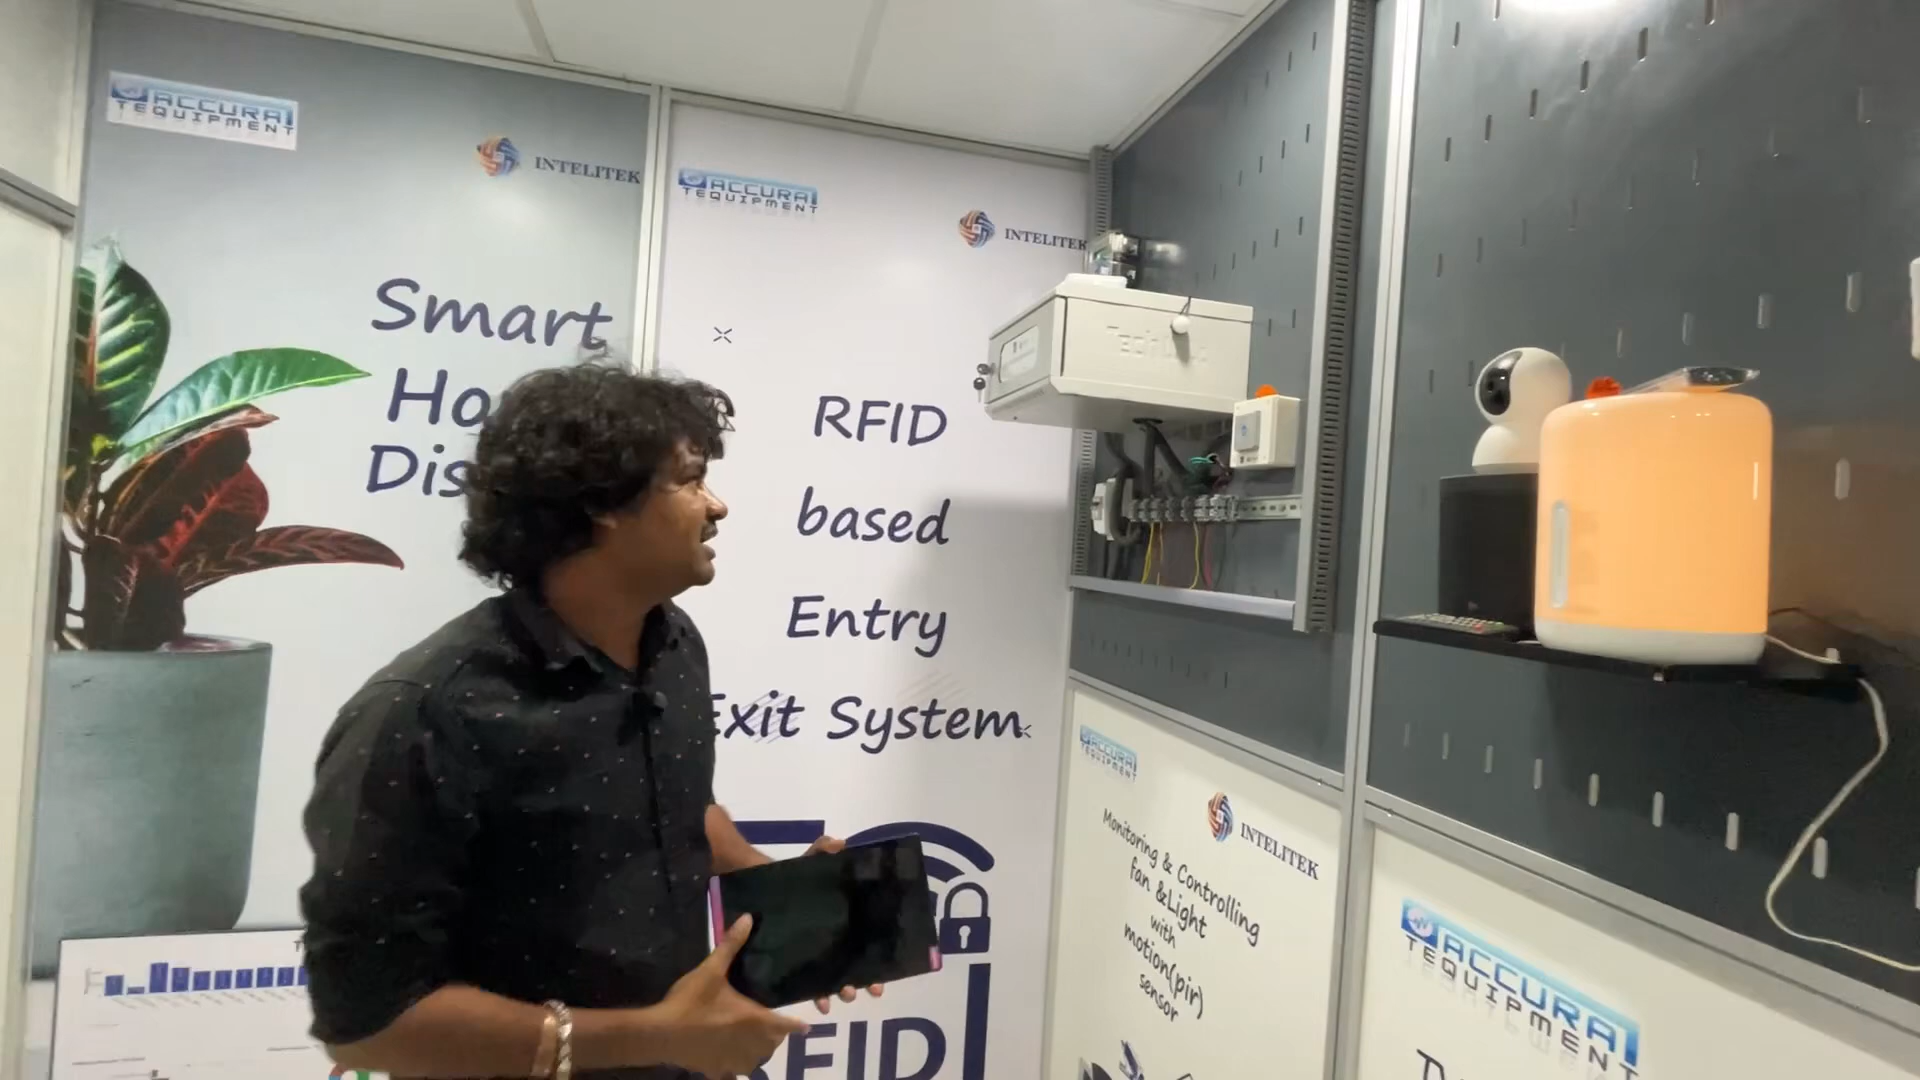 ACCURA
TEQUIPMENT
INTELITEK
Smart
Ho
Dis
ACCURA
TEQUIPMENT
INTELITEK
RFID
based
Entry
Exit System
RFID
ACCURA
TEQUIPMENT
INTELITEK
Monitoring & Controlling
fan &Light
with
motion(pir)
sensor
ACCURA
TEQUIPMENT